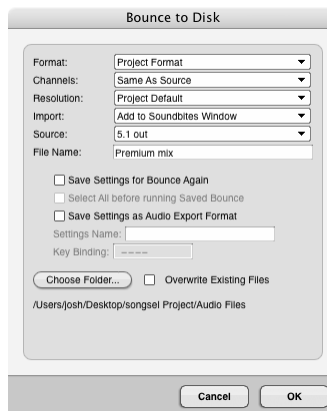 Bounce to Disk
Format: Project Format
Channels: Same As Source
Resolution: Project Default
Import: Add to Soundbites Window
Source: 5.1 out
File Name: Premium mix
Save Settings for Bounce Again
Select All before running Saved Bounce
Save Settings as Audio Export Format
Settings Name:
Key Binding: ----
Choose Folder... Overwrite Existing Files
/Users/josh/Desktop/songsel Project/Audio Files
Cancel OK